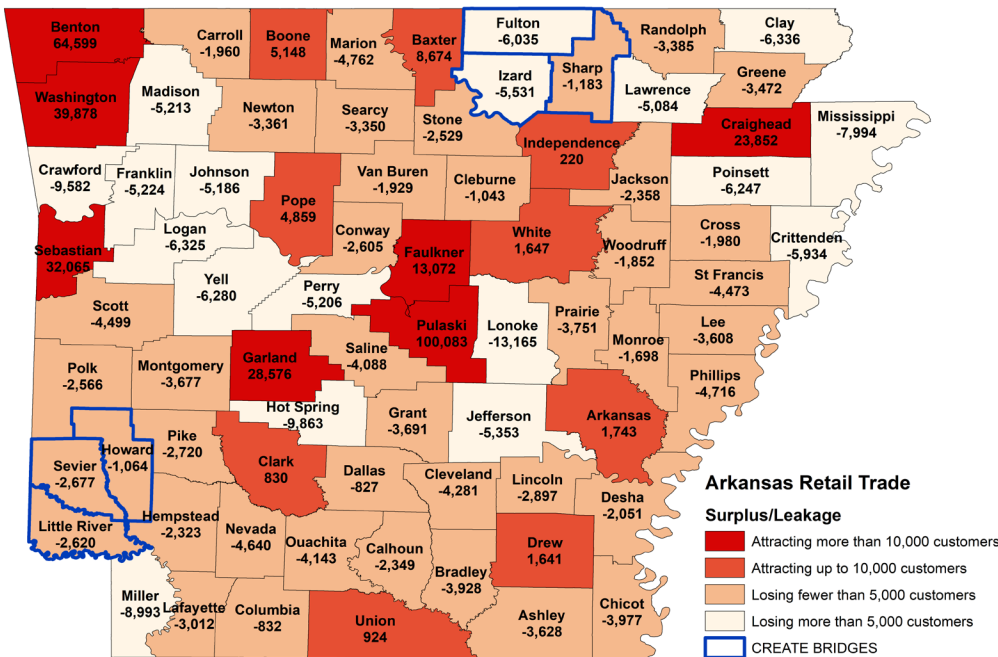 Benton
64,599
Carroll
-1,960
Boone
5,148
Marion
-4,762
Baxter
8,674
Fulton
-6,035
Randolph
-3,385
Clay
-6,336
Washington
39,878
Madison
-5,213
Newton
-3,361
Searcy
-3,350
Stone
-2,529
Izard
-5,531
Sharp
-1,183
Lawrence
-5,084
Greene
-3,472
Craighead
23,852
Mississippi
-7,994
Crawford
-9,582
Franklin
-5,224
Johnson
-5,186
Pope
4,859
Van Buren
-1,929
Cleburne
-1,043
Independence
220
Jackson
-2,358
Poinsett
-6,247
Sebastian
32,065
Logan
-6,325
Conway
-2,605
Faulkner
13,072
White
1,647
Woodruff
-1,852
Cross
-1,980
Crittenden
-5,934
Scott
-4,499
Yell
-6,280
Perry
-5,206
Pulaski
100,083
Lonoke
-13,165
Prairie
-3,751
St Francis
-4,473
Monroe
-1,698
Lee
-3,608
Polk
-2,566
Montgomery
-3,677
Garland
28,576
Saline
-4,088
Phillips
-4,716
Hot Spring
-9,863
Grant
-3,691
Jefferson
-5,353
Arkansas
1,743
Sevier
-2,677
Howard
-1,064
Pike
-2,720
Clark
830
Dallas
-827
Cleveland
-4,281
Lincoln
-2,897
Desha
-2,051
Little River
-2,620
Hempstead
-2,323
Nevada
-4,640
Ouachita
-4,143
Calhoun
-2,349
Bradley
-3,928
Drew
1,641
Miller
-8,993
Lafayette
-3,012
Columbia
-832
Union
924
Ashley
-3,628
Chicot
-3,977
Arkansas Retail Trade
Surplus/Leakage
Attracting more than 10,000 customers
Attracting up to 10,000 customers
Losing fewer than 5,000 customers
Losing more than 5,000 customers
CREATE BRIDGES